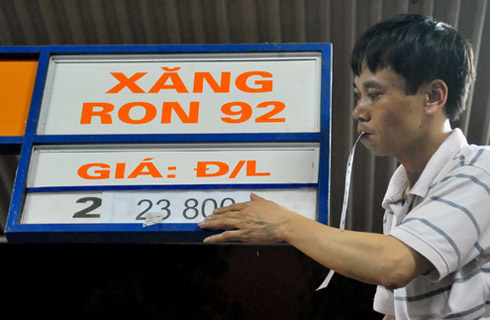 XĂNG
RON 92
GIÁ: Đ/L
2 23 800